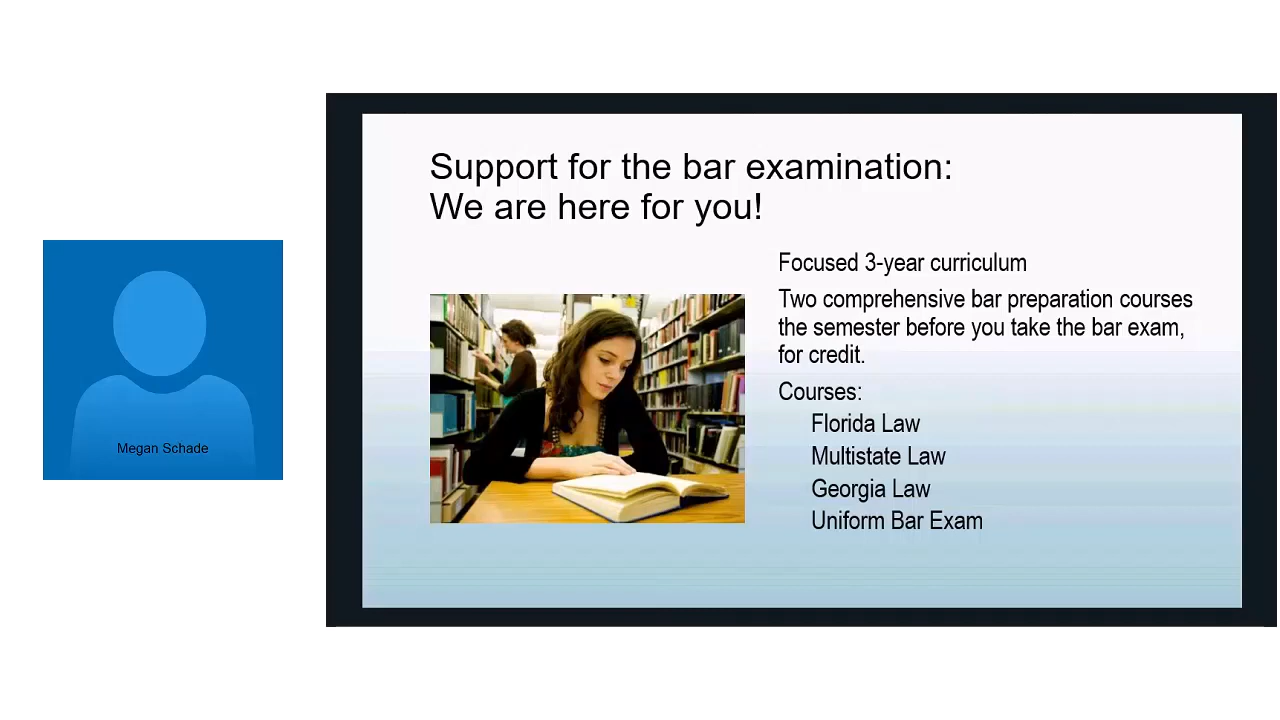 Support for the bar examination:
We are here for you!
Focused 3-year curriculum
Two comprehensive bar preparation courses
the semester before you take the bar exam,
for credit.
Courses:
Florida Law
Multistate Law
Georgia Law
Uniform Bar Exam
Megan Schade